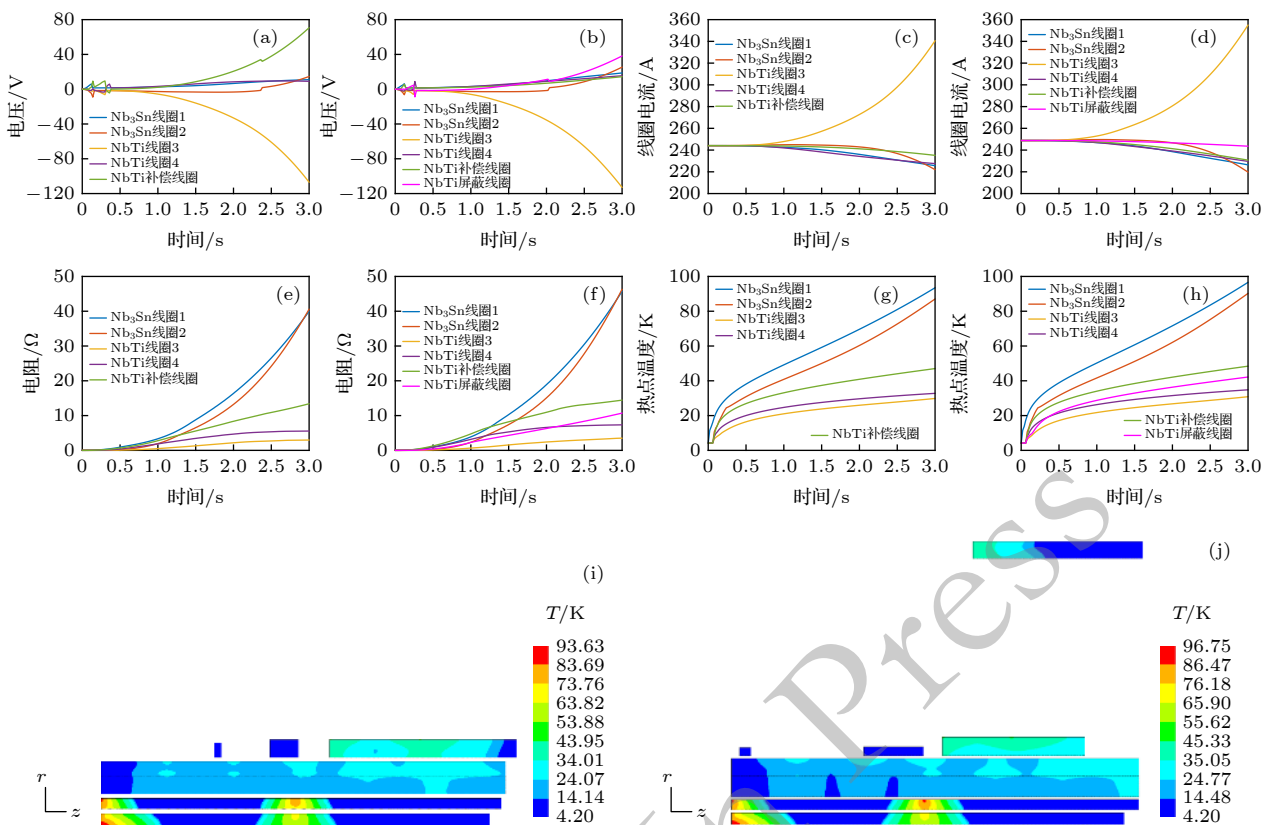 80
40
0
−40
−80
−120
电压/V
(a)
Nb3Sn线圈1
Nb3Sn线圈2
NbTi线圈3
NbTi线圈4
NbTi补偿线圈
0
0.5
1.0
1.5
2.0
2.5
3.0
时间/s
80
40
0
−40
−80
−120
电压/V
(b)
Nb3Sn线圈1
Nb3Sn线圈2
NbTi线圈3
NbTi线圈4
NbTi补偿线圈
NbTi屏蔽线圈
0
0.5
1.0
1.5
2.0
2.5
3.0
时间/s
360
340
320
300
280
260
240
220
200
线圈电流/A
(c)
Nb3Sn线圈1
Nb3Sn线圈2
NbTi线圈3
NbTi线圈4
NbTi补偿线圈
0
0.5
1.0
1.5
2.0
2.5
3.0
时间/s
360
340
320
300
280
260
240
220
200
线圈电流/A
(d)
Nb3Sn线圈1
Nb3Sn线圈2
NbTi线圈3
NbTi线圈4
NbTi补偿线圈
NbTi屏蔽线圈
0
0.5
1.0
1.5
2.0
2.5
3.0
时间/s
50
40
30
20
10
0
电阻/Ω
(e)
Nb3Sn线圈1
Nb3Sn线圈2
NbTi线圈3
NbTi线圈4
NbTi补偿线圈
0
0.5
1.0
1.5
2.0
2.5
3.0
时间/s
50
40
30
20
10
0
电阻/Ω
(f)
Nb3Sn线圈1
Nb3Sn线圈2
NbTi线圈3
NbTi线圈4
NbTi补偿线圈
NbTi屏蔽线圈
0
0.5
1.0
1.5
2.0
2.5
3.0
时间/s
100
80
60
40
20
0
热点温度/K
(g)
Nb3Sn线圈1
Nb3Sn线圈2
NbTi线圈3
NbTi线圈4
NbTi补偿线圈
0
0.5
1.0
1.5
2.0
2.5
3.0
时间/s
100
80
60
40
20
0
热点温度/K
(h)
Nb3Sn线圈1
Nb3Sn线圈2
NbTi线圈3
NbTi线圈4
NbTi补偿线圈
NbTi屏蔽线圈
0
0.5
1.0
1.5
2.0
2.5
3.0
时间/s
(i)
T/K
93.63
83.69
73.76
63.82
53.88
43.95
34.01
24.07
14.14
4.20
r
z
(j)
T/K
96.75
86.47
76.18
65.90
55.62
45.33
35.05
24.77
14.48
4.20
r
z
Press